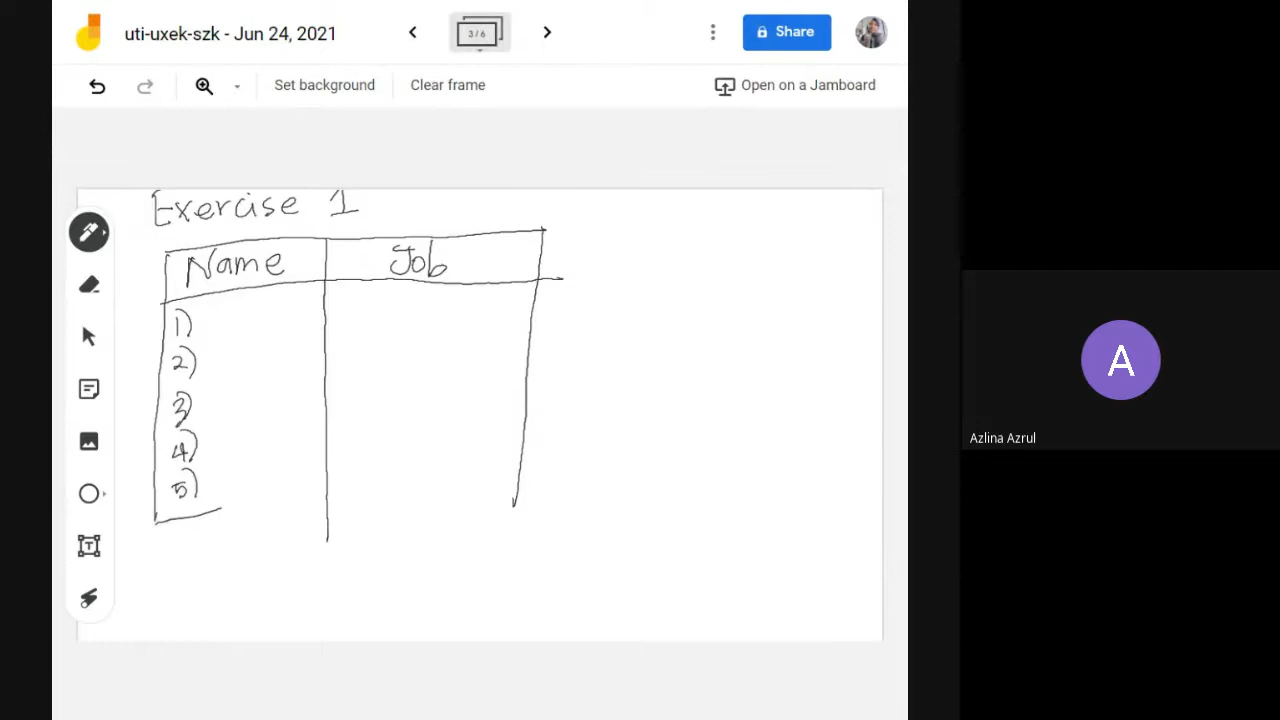 uti-uxek-szk - Jun 24, 2021
3/6
Share
Set background
Clear frame
Open on a Jamboard
Exercise 1
Name Job
1)
2)
3)
4)
5)
T
A
Azlina Azrul